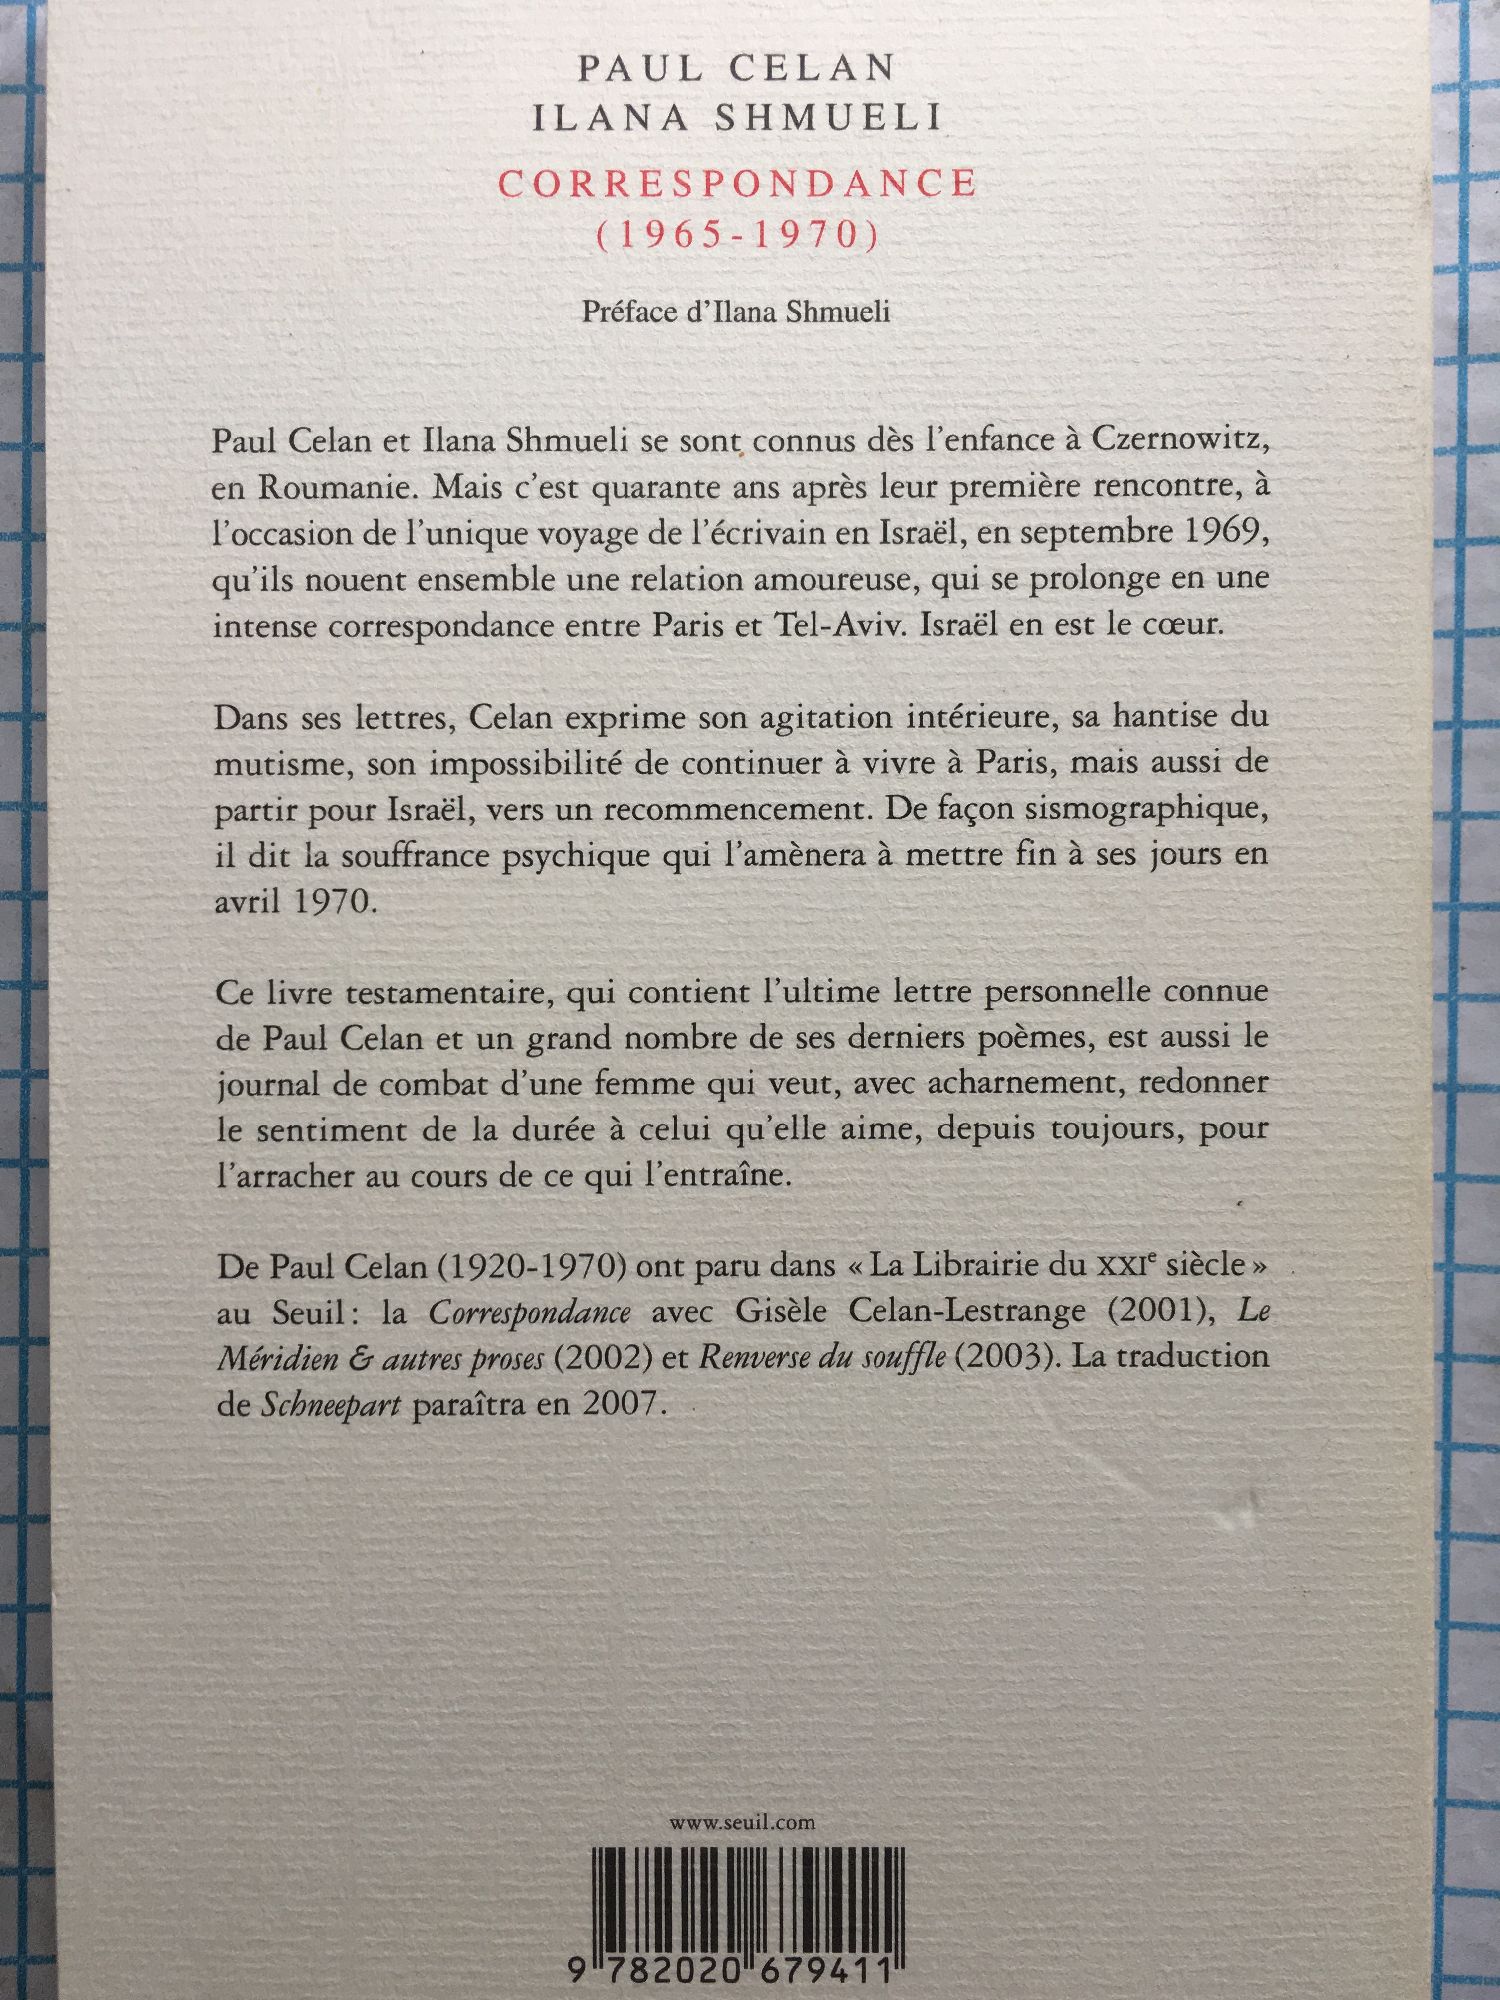 PAUL CELAN
ILANA SHMUELI
CORRESPONDANCE
(1965-1970)
Préface d'Ilana Shmueli
Paul Celan et Ilana Shmueli se sont connus dès l'enfance à Czernowitz,
en Roumanie. Mais c'est quarante ans après leur première rencontre, à
l'occasion de l'unique voyage de l'écrivain en Israël, en septembre 1969,
qu'ils nouent ensemble une relation amoureuse, qui se prolonge en une
intense correspondance entre Paris et Tel-Aviv. Israël en est le cœur.
Dans ses lettres, Celan exprime son agitation intérieure, sa hantise du
mutisme, son impossibilité de continuer à vivre à Paris, mais aussi de
partir pour Israël, vers un recommencement. De façon sismographique,
il dit la souffrance psychique qui l'amènera à mettre fin à ses jours en
avril 1970.
Ce livre testamentaire, qui contient l'ultime lettre personnelle connue
de Paul Celan et un grand nombre de ses derniers poèmes, est aussi le
journal de combat d'une femme qui veut, avec acharnement, redonner
le sentiment de la durée à celui qu'elle aime, depuis toujours, pour
l'arracher au cours de ce qui l'entraîne.
De Paul Celan (1920-1970) ont paru dans « La Librairie du XXIe siècle »
au Seuil : la Correspondance avec Gisèle Celan-Lestrange (2001), Le
Méridien & autres proses (2002) et Renverse du souffle (2003). La traduction
de Schneepart paraîtra en 2007.
www.seuil.com
9 782020 679411